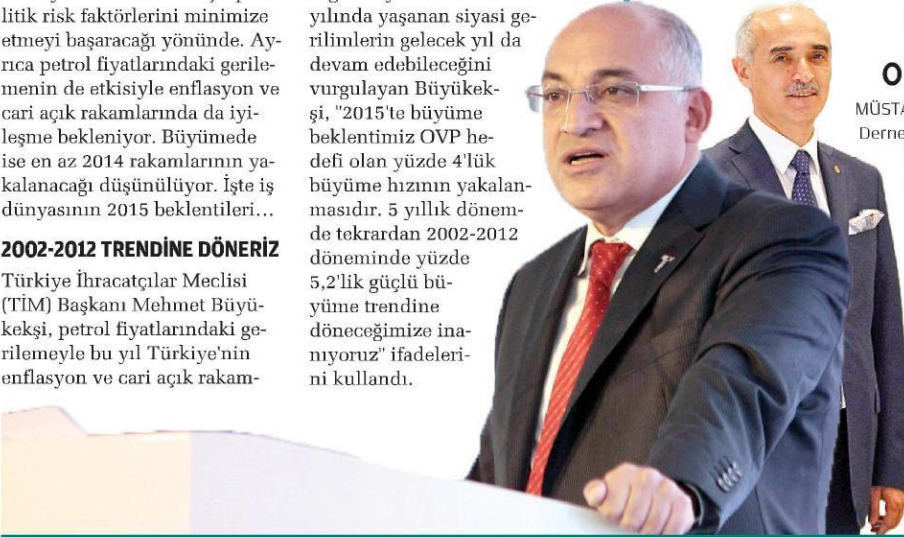 litik risk faktörlerini minimize
etmeyi başaracağı yönünde. Ay-
rıca petrol fiyatlarındaki gerile-
menin de etkisiyle enflasyon ve
cari açık rakamlarında da iyi-
leşme bekleniyor. Büyümede
ise en az 2014 rakamlarının ya-
kalanacağı düşünülüyor. İşte iş
dünyasının 2015 beklentileri...
2002-2012 TRENDİNE DÖNERİZ
Türkiye İhracatçılar Meclisi
(TİM) Başkanı Mehmet Büyü-
kekşi, petrol fiyatlarındaki ge-
rilemeyle bu yıl Türkiye'nin
enflasyon ve cari açık rakam-
yılında yaşanan siyasi ge-
rilimlerin gelecek yıl da
devam edebileceğini
vurgulayan Büyükek-
şi, "2015'te büyüme
beklentimiz OVP he-
defi olan yüzde 4'lük
büyüme hızının yakalan-
masıdır. 5 yıllık dönem-
de tekrardan 2002-2012
döneminde yüzde
5,2'lik güçlü bü-
yüme trendine
döneceğimize ina-
nıyoruz" ifadeleri-
ni kullandı.
O
MÜSTA
Derne